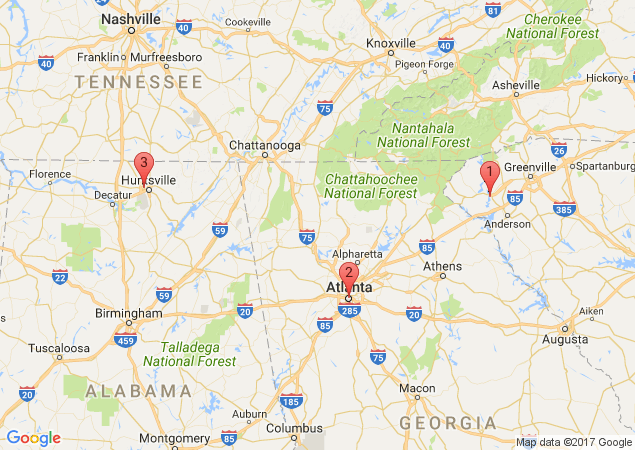 Nashville
Cookeville
81
40
Knoxville
Cherokee
National Forest
40
40
Franklin
Murfreesboro
Pigeon Forge
TENNESSEE
Asheville
Hickory
75
Nantahala
National Forest
26
Chattanooga
3
Florence
Huntsville
Decatur
Chattahoochee
National Forest
1
Greenville
Spartanburg
85
385
Anderson
59
75
85
Alpharetta
22
2
Athens
Atlanta
65
59
20
285
20
Birmingham
85
Aiken
459
Augusta
Tuscaloosa
Talladega
National Forest
75
20
ALABAMA
185
Macon
Auburn
GEORGIA
Columbus
Montgomery
85
Google
Map data ©2017 Google